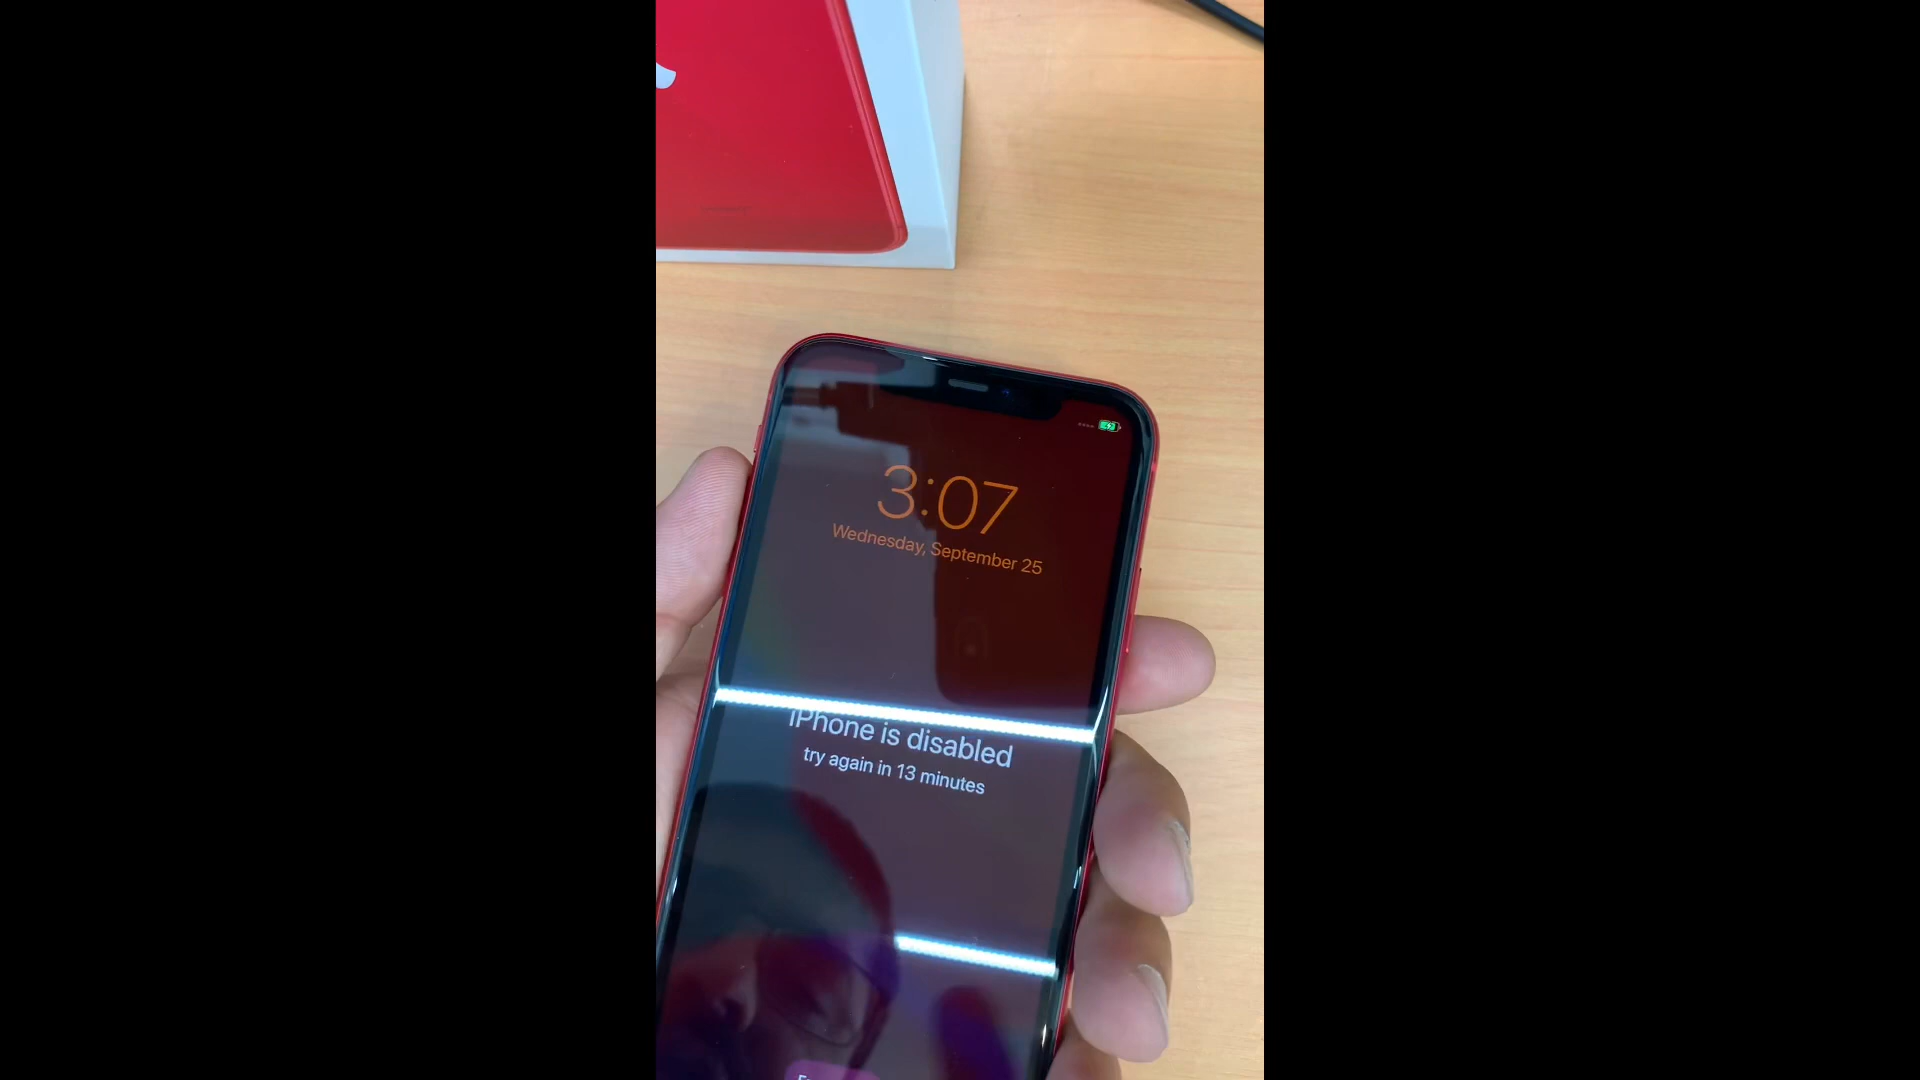 3:07
Wednesday, September 25
iPhone is disabled
try again in 13 minutes